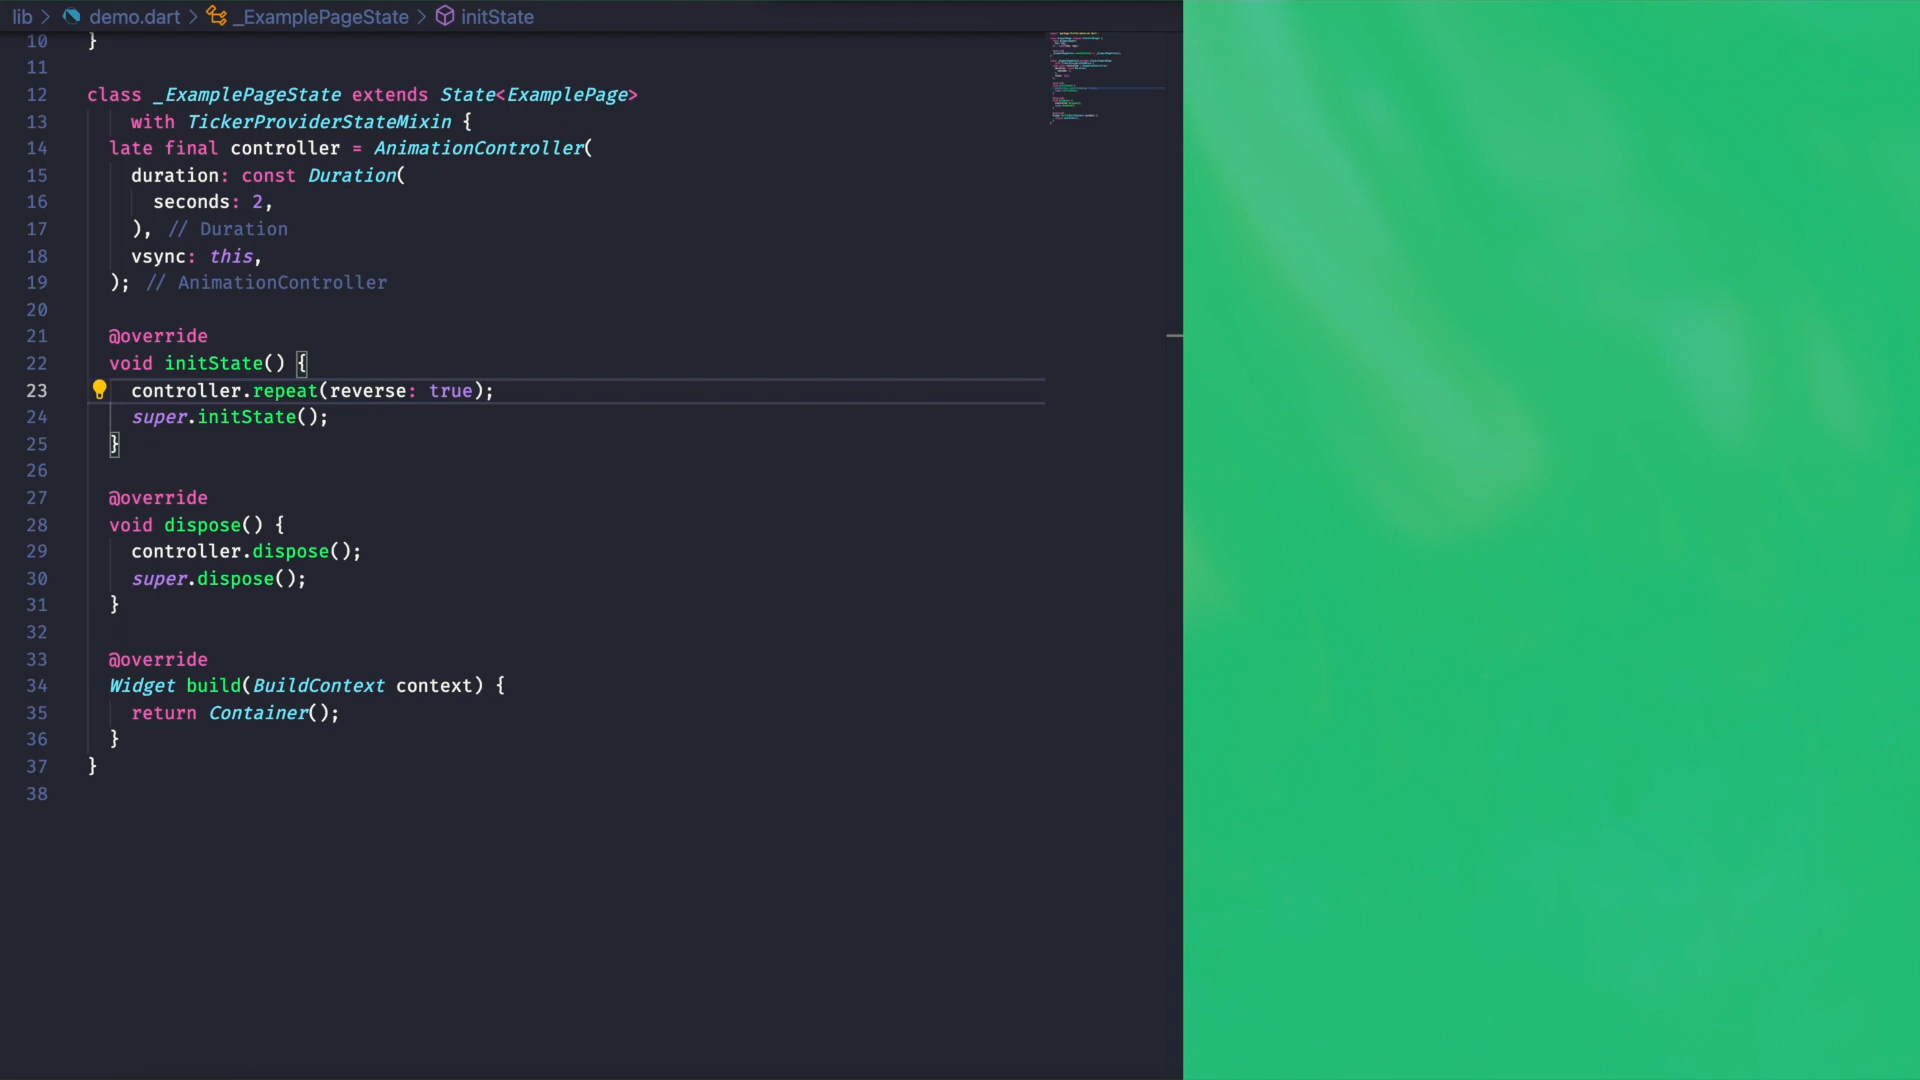 lib > demo.dart > _ExamplePageState > initState
10 }
11
12 class _ExamplePageState extends State<ExamplePage>
13 with TickerProviderStateMixin {
14 late final controller = AnimationController(
15 duration: const Duration(
16 seconds: 2,
17 ), // Duration
18 vsync: this,
19 ); // AnimationController
20
21 @override
22 void initState() {
23 controller.repeat(reverse: true);
24 super.initState();
25 }
26
27 @override
28 void dispose() {
29 controller.dispose();
30 super.dispose();
31 }
32
33 @override
34 Widget build(BuildContext context) {
35 return Container();
36 }
37 }
38